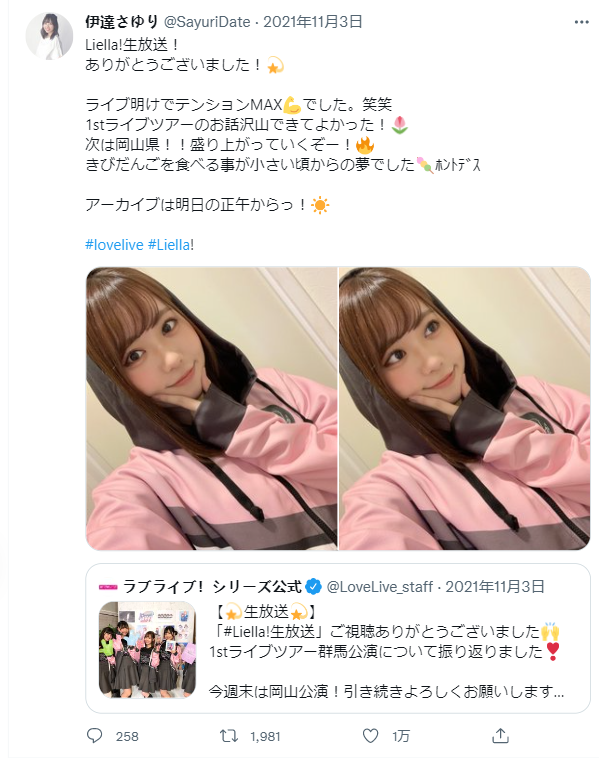 伊達さゆり @SayuriDate · 2021年11月3日
Liella!生放送！
ありがとうございました！💫
ライブ明けでテンションMAX💪でした。笑笑
1stライブツアーのお話沢山できてよかった！🌷
次は岡山県！！盛り上がっていくぞー！🔥
きびだんごを食べる事が小さい頃からの夢でした🍡ﾎﾝﾄﾃﾞｽ
アーカイブは明日の正午からっ！☀️
#lovelive #Liella!
ラブライブ！シリーズ公式 @LoveLive_staff · 2021年11月3日
【💫生放送💫】
「#Liella!生放送」ご視聴ありがとうございました🙌
1stライブツアー群馬公演について振り返りました❣️
今週末は岡山公演！引き続きよろしくお願いします...
258 1,981 1万